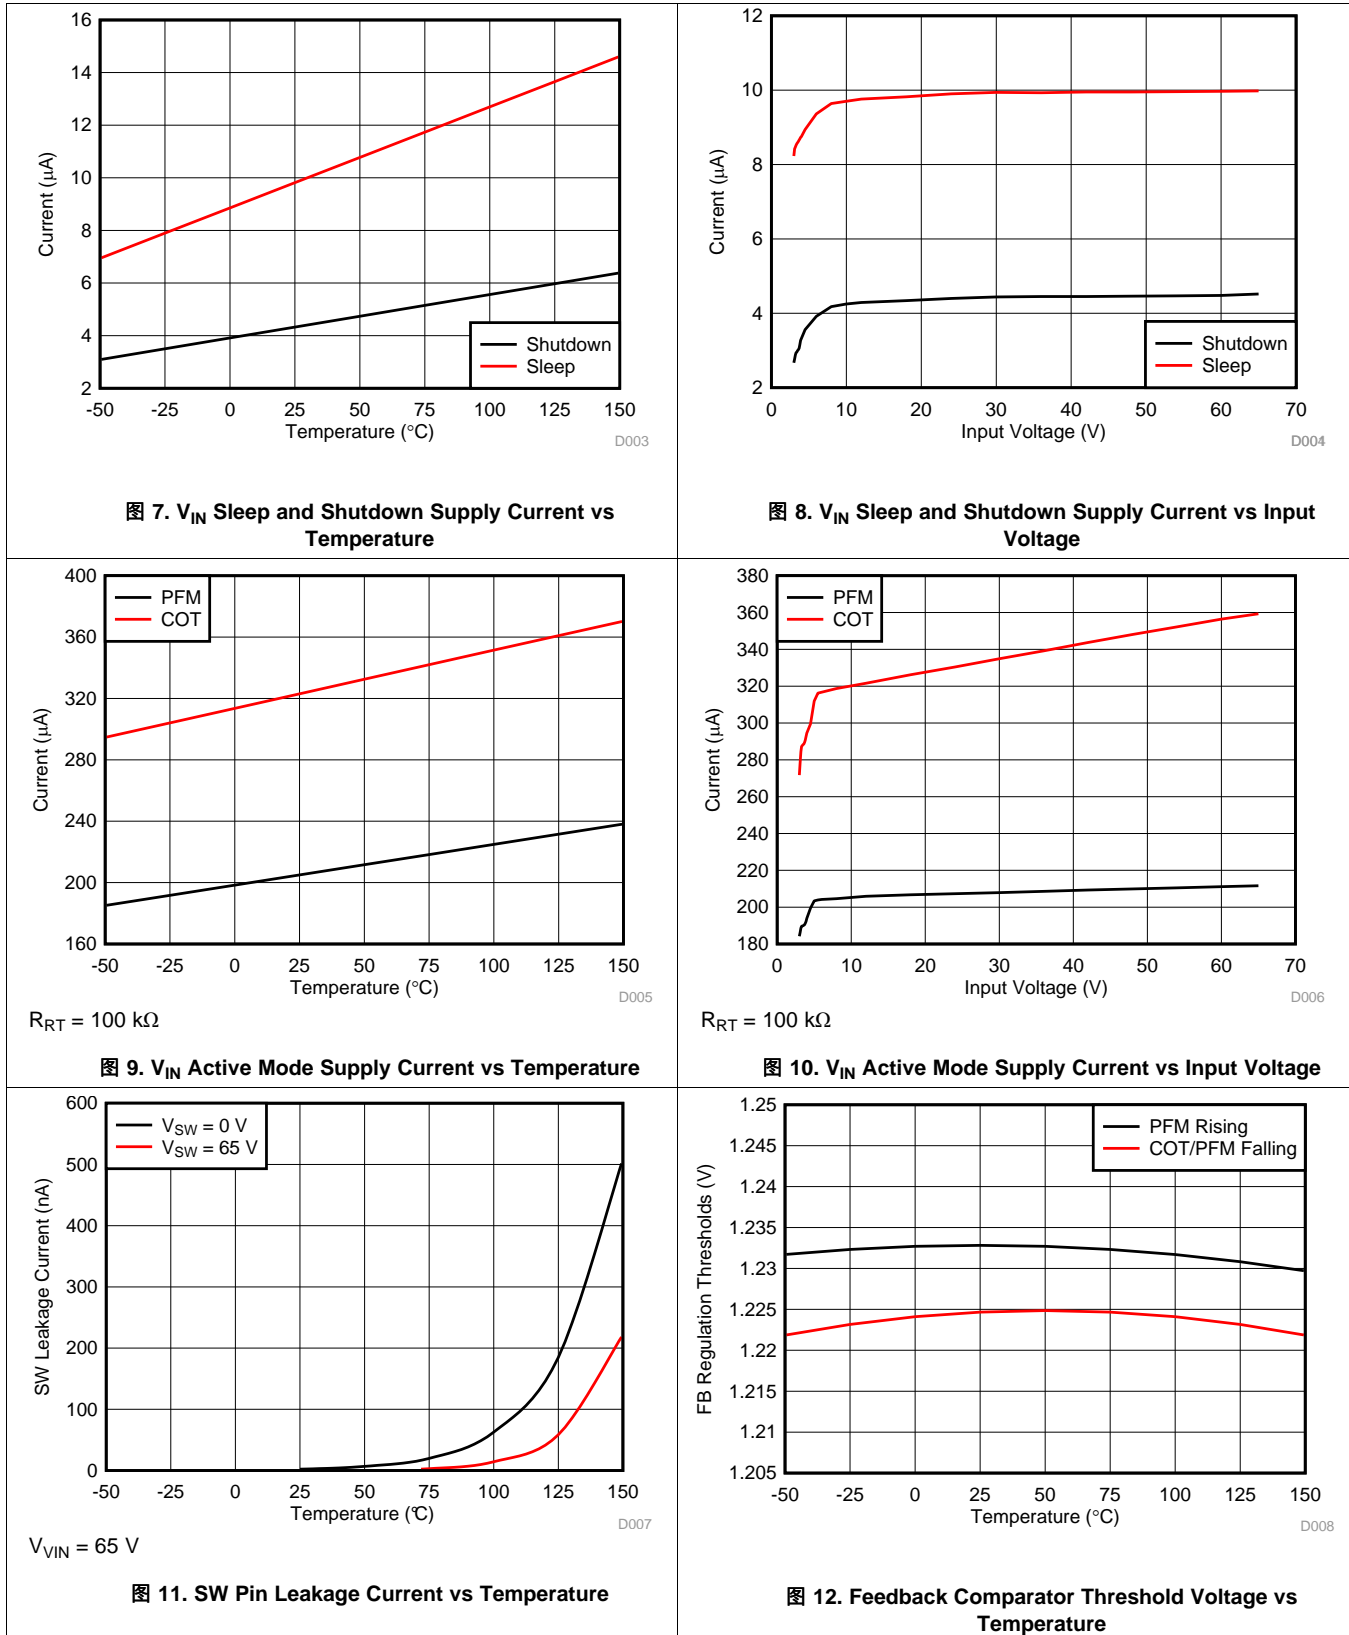 16
14
12
10
8
6
4
2
Current (µA)
Shutdown
Sleep
-50 -25 0 25 50 75 100 125 150
Temperature (°C)
D003
图 7. VIN Sleep and Shutdown Supply Current vs
Temperature
12
10
8
6
4
2
Current (µA)
Shutdown
Sleep
0 10 20 30 40 50 60 70
Input Voltage (V)
D004
图 8. VIN Sleep and Shutdown Supply Current vs Input
Voltage
400
360
320
280
240
200
160
Current (µA)
PFM
COT
-50 -25 0 25 50 75 100 125 150
Temperature (°C)
D005
RRT = 100 kΩ
图 9. VIN Active Mode Supply Current vs Temperature
380
360
340
320
300
280
260
240
220
200
180
Current (µA)
PFM
COT
0 10 20 30 40 50 60 70
Input Voltage (V)
D006
RRT = 100 kΩ
图 10. VIN Active Mode Supply Current vs Input Voltage
600
500
400
300
200
100
0
SW Leakage Current (nA)
VSW = 0 V
VSW = 65 V
-50 -25 0 25 50 75 100 125 150
Temperature (°C)
D007
VVIN = 65 V
图 11. SW Pin Leakage Current vs Temperature
1.25
1.245
1.24
1.235
1.23
1.225
1.22
1.215
1.21
1.205
FB Regulation Thresholds (V)
PFM Rising
COT/PFM Falling
-50 -25 0 25 50 75 100 125 150
Temperature (°C)
D008
图 12. Feedback Comparator Threshold Voltage vs
Temperature